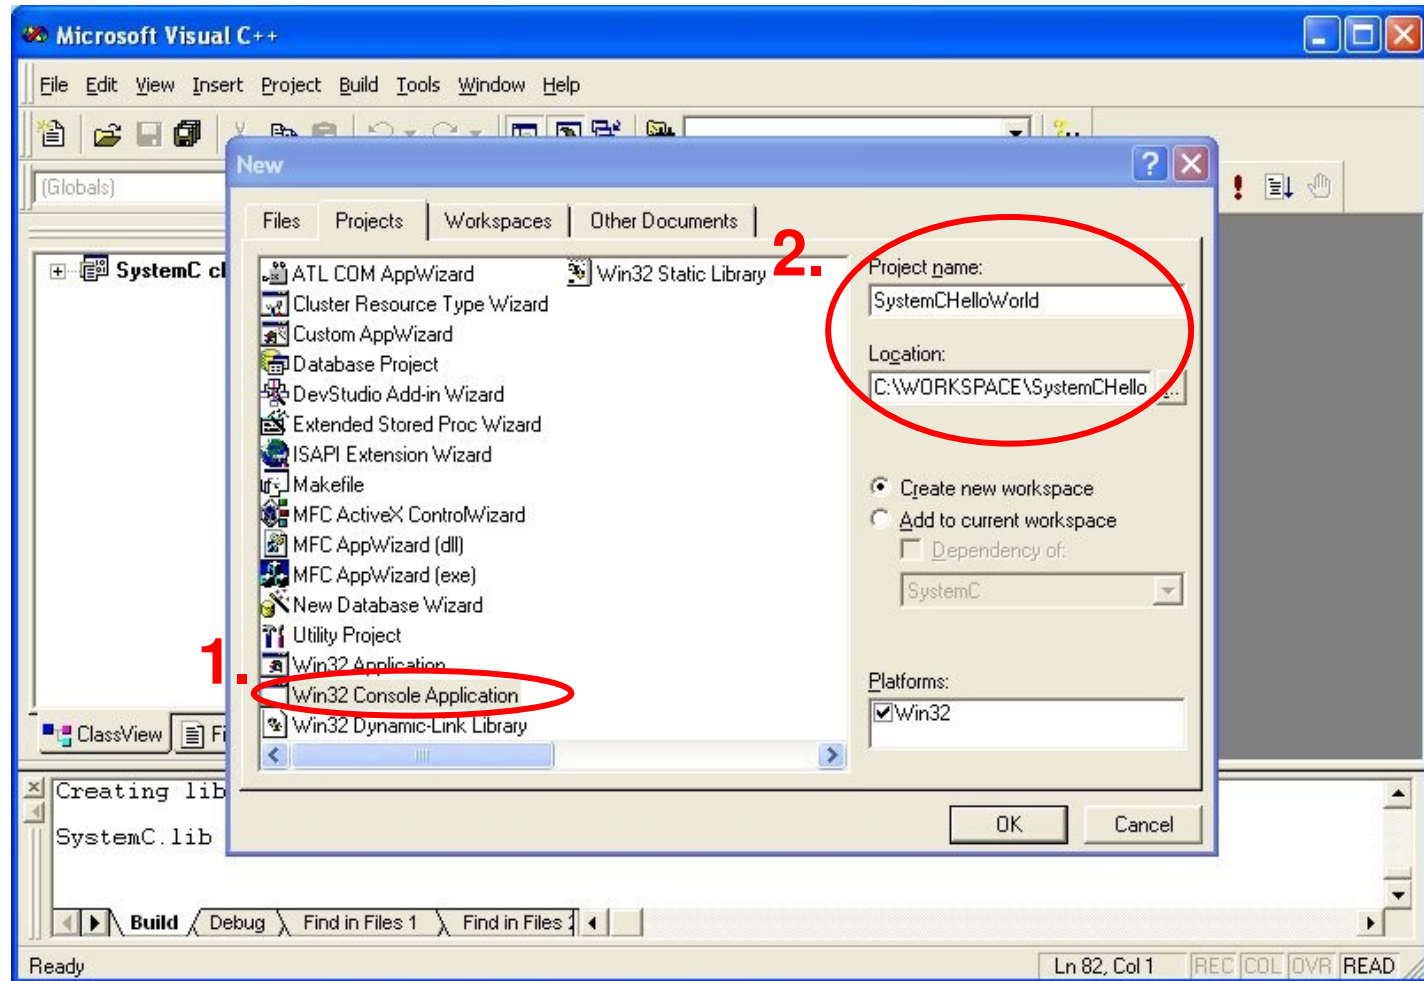 Microsoft Visual C++
File Edit View Insert Project Build Tools Window Help
(Globals)
New
Files Projects Workspaces Other Documents
SystemC cl
ATL COM AppWizard
Cluster Resource Type Wizard
Custom AppWizard
Database Project
DevStudio Add-in Wizard
Extended Stored Proc Wizard
ISAPI Extension Wizard
Makefile
MFC ActiveX ControlWizard
MFC AppWizard (dll)
MFC AppWizard (exe)
New Database Wizard
Utility Project
Win32 Application
1.
Win32 Console Application
Win32 Dynamic-Link Library
Win32 Static Library
2.
Project name:
SystemCHelloWorld
Location:
C:\WORKSPACE\SystemCHello
...
Create new workspace
Add to current workspace
Dependency of:
SystemC
Platforms:
Win32
OK Cancel
ClassView Fi
Creating lib
SystemC.lib
Build Debug Find in Files 1 Find in Files 2
Ready Ln 82, Col 1 REC COL OVR READ